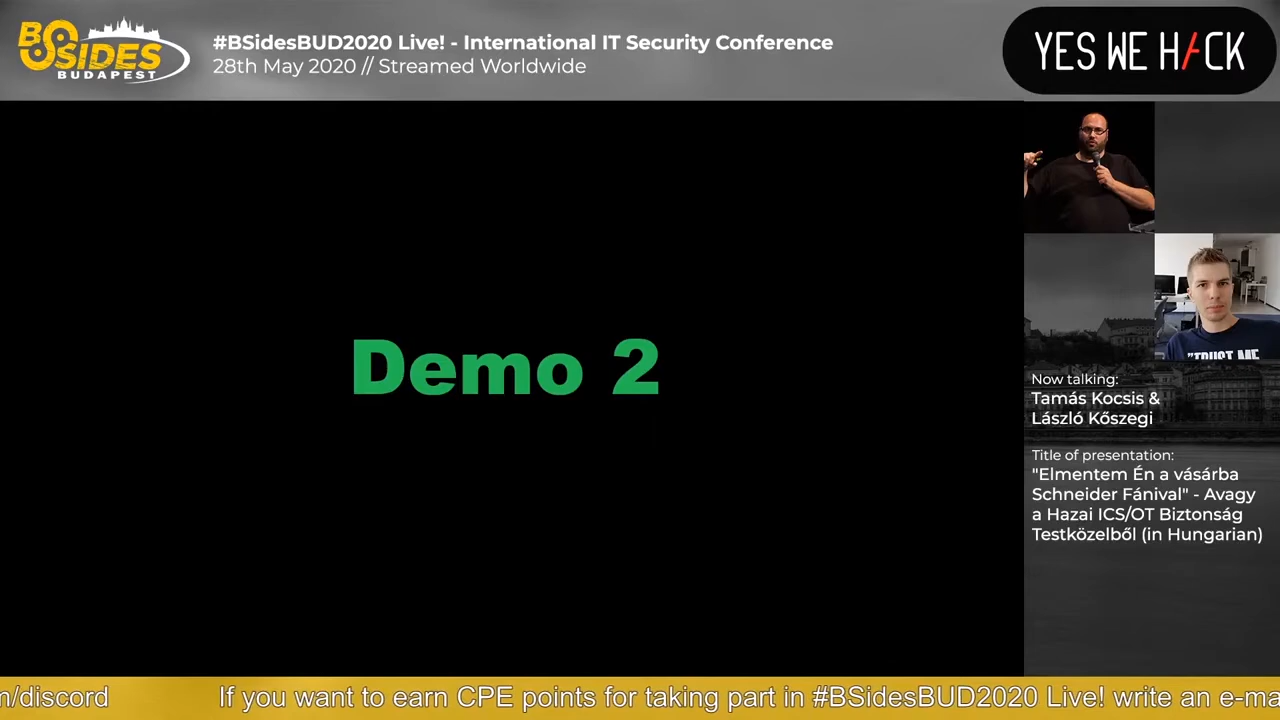 BSIDES
BUDAPEST
#BSidesBUD2020 Live! - International IT Security Conference
28th May 2020 // Streamed Worldwide
YES WE H/CK
Demo 2
"TRUST ME
Now talking:
Tamás Kocsis &
László Kőszegi
Title of presentation:
"Elmentem Én a vásárba
Schneider Fánival" - Avagy
a Hazai ICS/OT Biztonság
Testközelből (in Hungarian)
n/discord If you want to earn CPE points for taking part in #BSidesBUD2020 Live! write an e-ma